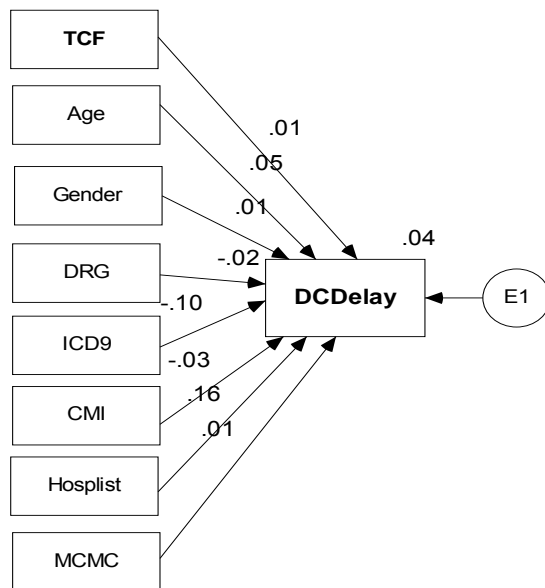 TCF
Age
.01
.05
Gender
.01
.04
DRG
-.02
DCDelay
E1
-.10
ICD9
-.03
CMI
.16
.01
Hosplist
MCMC